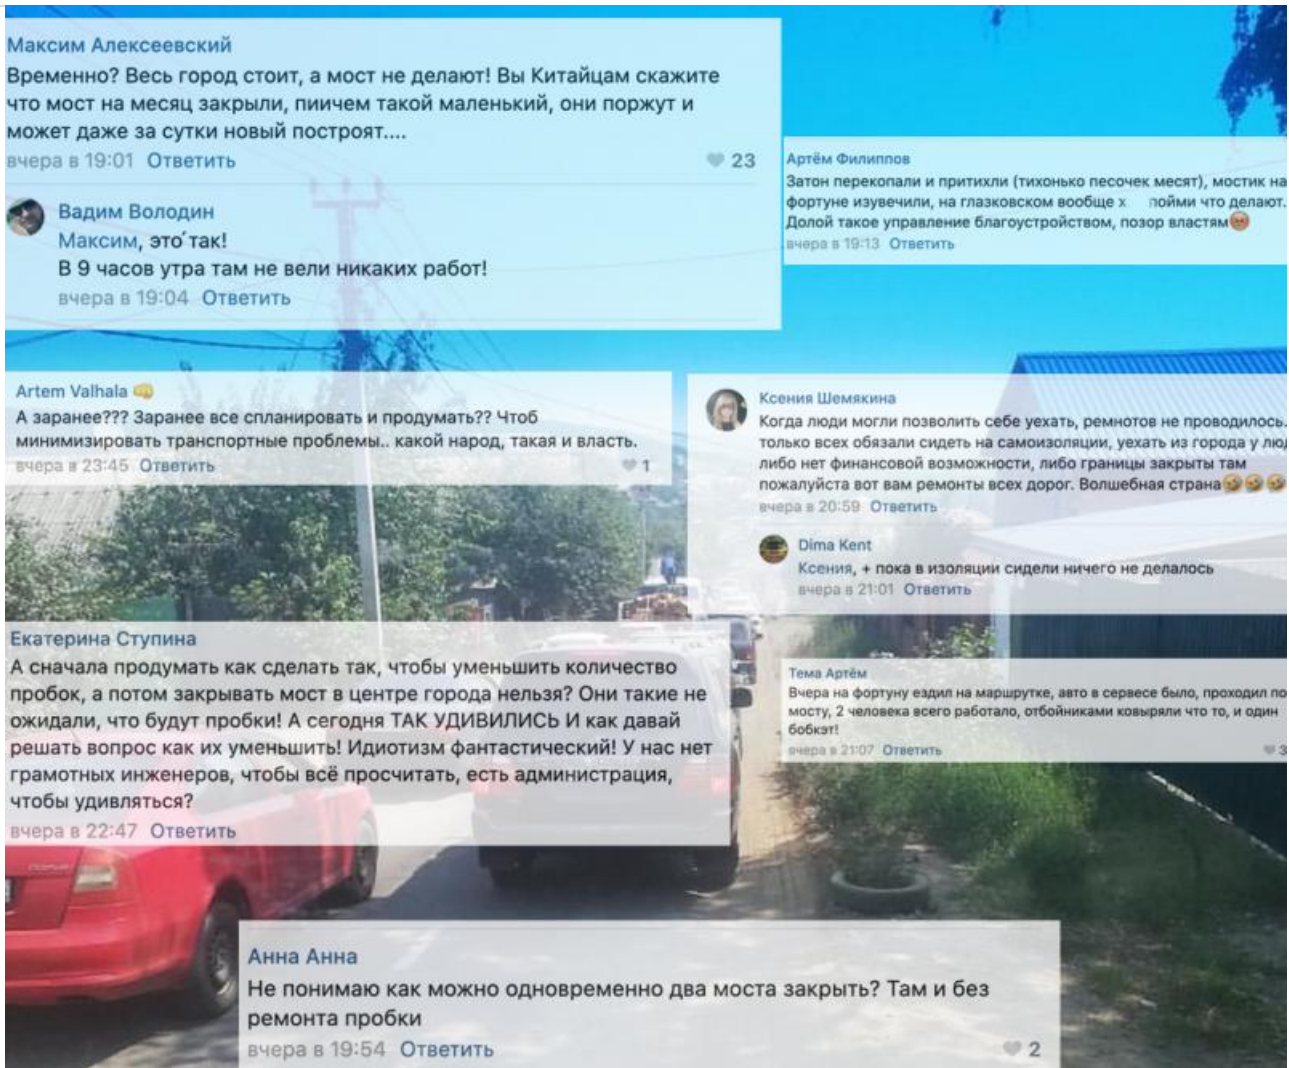 Максим Алексеевский
Временно? Весь город стоит, а мост не делают! Вы Китайцам скажите
что мост на месяц закрыли, пиичем такой маленький, они поржут и
может даже за сутки новый построят....
вчера в 19:01 Ответить
23
Вадим Володин
Максим, это так!
В 9 часов утра там не вели никаких работ!
вчера в 19:04 Ответить
Артём Филиппов
Затон перекопали и притихли (тихонько песочек месят), мостик на
фортуне изувечили, на глазковском вообще х пойми что делают.
Долой такое управление благоустройством, позор властям😡
вчера в 19:13 Ответить
Artem Valhala 👊
А заранее??? Заранее все спланировать и продумать?? Чтоб
минимизировать транспортные проблемы.. какой народ, такая и власть.
вчера в 23:45 Ответить
1
Ксения Шемякина
Когда люди могли позволить себе уехать, ремнотов не проводилось.
только всех обязали сидеть на самоизоляции, уехать из города у лю
либо нет финансовой возможности, либо границы закрыты там
пожалуйста вот вам ремонты всех дорог. Волшебная страна🤣🤣🤣
вчера в 20:59 Ответить
Dima Kent
Ксения, + пока в изоляции сидели ничего не делалось
вчера в 21:01 Ответить
Екатерина Ступина
А сначала продумать как сделать так, чтобы уменьшить количество
пробок, а потом закрывать мост в центре города нельзя? Они такие не
ожидали, что будут пробки! А сегодня ТАК УДИВИЛИСЬ И как давай
решать вопрос как их уменьшить! Идиотизм фантастический! У нас нет
грамотных инженеров, чтобы всё просчитать, есть администрация,
чтобы удивляться?
вчера в 22:47 Ответить
Тема Артём
Вчера на фортуну ездил на маршрутке, авто в сервесе было, проходил по
мосту, 2 человека всего работало, отбойниками ковыряли что то, и один
бобкэт!
вчера в 21:07 Ответить
3
Анна Анна
Не понимаю как можно одновременно два моста закрыть? Там и без
ремонта пробки
вчера в 19:54 Ответить
2